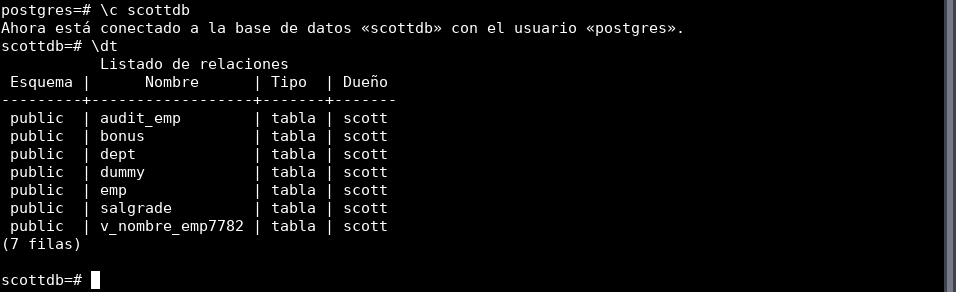 postgres=# \c scottdb
Ahora está conectado a la base de datos «scottdb» con el usuario «postgres».
scottdb=# \dt
           Listado de relaciones
 Esquema |      Nombre      | Tipo  | Dueño 
---------+------------------+-------+-------
 public  | audit_emp        | tabla | scott
 public  | bonus            | tabla | scott
 public  | dept             | tabla | scott
 public  | dummy            | tabla | scott
 public  | emp              | tabla | scott
 public  | salgrade         | tabla | scott
 public  | v_nombre_emp7782 | tabla | scott
(7 filas)

scottdb=#